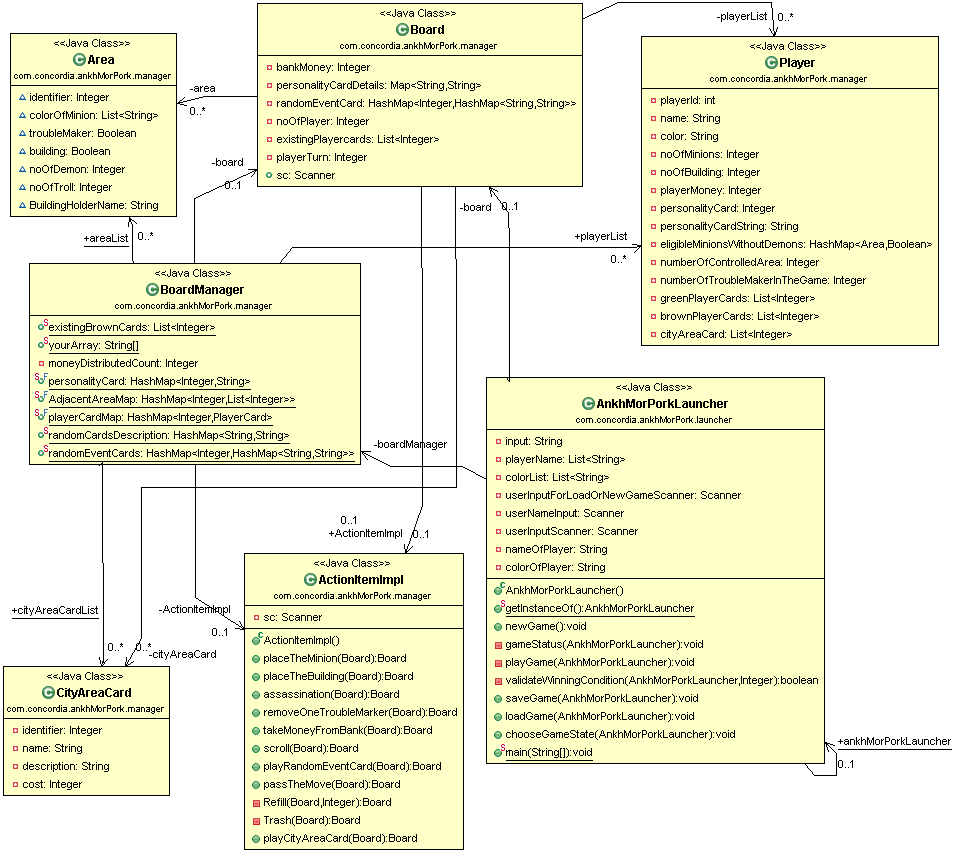 <<Java Class>>
Board
com.concordia.ankhMorPork.manager
bankMoney: Integer
personalityCardDetails: Map<String,String>
randomEventCard: HashMap<Integer,HashMap<String,String>>
noOfPlayer: Integer
existingPlayercards: List<Integer>
playerTurn: Integer
sc: Scanner
-playerList
0..*
<<Java Class>>
Area
com.concordia.ankhMorPork.manager
identifier: Integer
colorOfMinion: List<String>
troubleMaker: Boolean
building: Boolean
noOfDemon: Integer
noOfTroll: Integer
BuildingHolderName: String
-area
0..*
<<Java Class>>
Player
com.concordia.ankhMorPork.manager
playerId: int
name: String
color: String
noOfMinions: Integer
noOfBuilding: Integer
playerMoney: Integer
personalityCard: Integer
personalityCardString: String
eligibleMinionsWithoutDemons: HashMap<Area,Boolean>
numberOfControlledArea: Integer
numberOfTroubleMakerInTheGame: Integer
greenPlayerCards: List<Integer>
brownPlayerCards: List<Integer>
cityAreaCard: List<Integer>
-board
0..1
-board
0..1
+areaList
0..*
+playerList
0..*
<<Java Class>>
BoardManager
com.concordia.ankhMorPork.manager
existingBrownCards: List<Integer>
yourArray: String[]
moneyDistributedCount: Integer
personalityCard: HashMap<Integer,String>
AdjacentAreaMap: HashMap<Integer,List<Integer>>
playerCardMap: HashMap<Integer,PlayerCard>
randomCardsDescription: HashMap<String,String>
randomEventCards: HashMap<Integer,HashMap<String,String>>
-boardManager
0..1
<<Java Class>>
AnkhMorPorkLauncher
com.concordia.ankhMorPork.launcher
input: String
playerName: List<String>
colorList: List<String>
userInputForLoadOrNewGameScanner: Scanner
userNameInput: Scanner
userInputScanner: Scanner
nameOfPlayer: String
colorOfPlayer: String
AnkhMorPorkLauncher()
getInstanceOf():AnkhMorPorkLauncher
newGame():void
gameStatus(AnkhMorPorkLauncher):void
playGame(AnkhMorPorkLauncher):void
validateWinningCondition(AnkhMorPorkLauncher,Integer):boolean
saveGame(AnkhMorPorkLauncher):void
loadGame(AnkhMorPorkLauncher):void
chooseGameState(AnkhMorPorkLauncher):void
main(String[]):void
+ankhMorPorkLauncher
0..1
+ActionItemImpl
0..1
<<Java Class>>
ActionItemImpl
com.concordia.ankhMorPork.manager
sc: Scanner
ActionItemImpl()
placeTheMinion(Board):Board
placeTheBuilding(Board):Board
assassination(Board):Board
removeOneTroubleMarker(Board):Board
takeMoneyFromBank(Board):Board
scroll(Board):Board
playRandomEventCard(Board):Board
passTheMove(Board):Board
Refill(Board,Integer):Board
Trash(Board):Board
playCityAreaCard(Board):Board
-ActionItemImpl
0..1
+cityAreaCardList
0..*
0..*
-cityAreaCard
<<Java Class>>
CityAreaCard
com.concordia.ankhMorPork.manager
identifier: Integer
name: String
description: String
cost: Integer